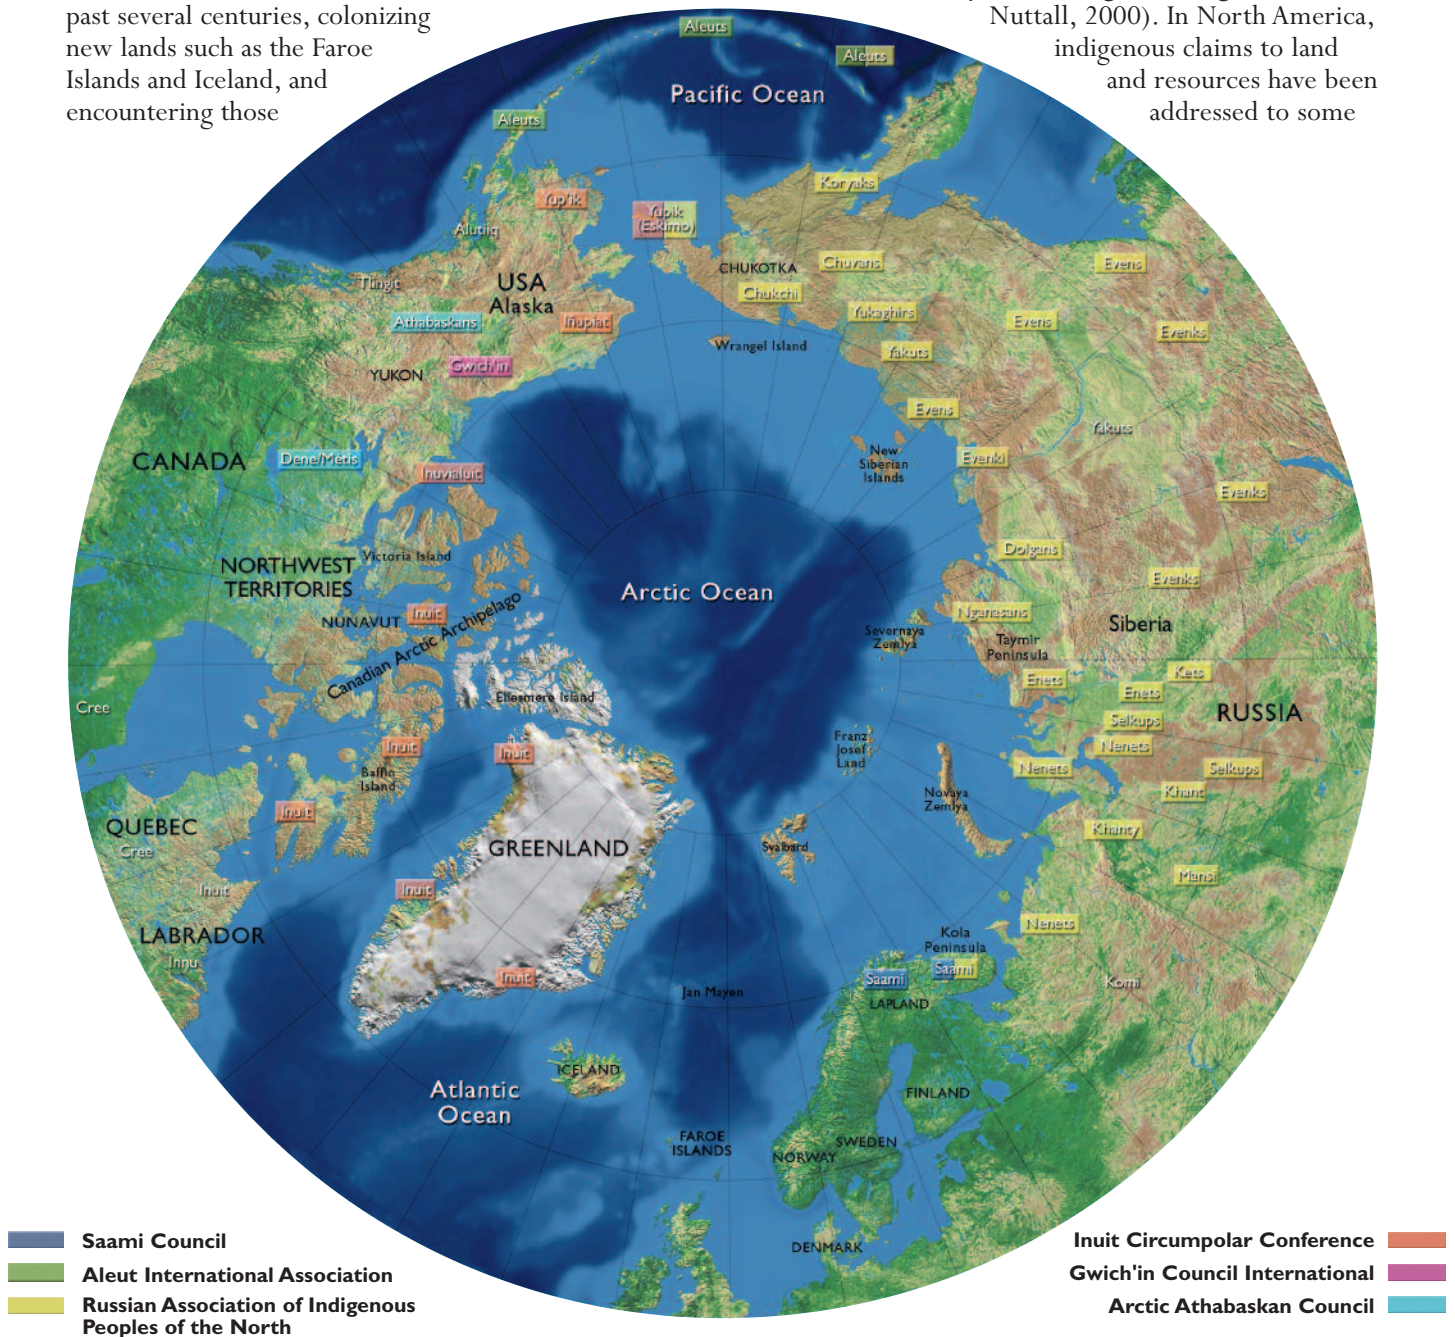 past several centuries, colonizing
new lands such as the Faroe
Islands and Iceland, and
encountering those
Nuttall, 2000). In North America,
indigenous claims to land
and resources have been
addressed to some
Aleuts
Aleuts
Pacific Ocean
Aleuts
Koryaks
Yup'ik
Yupik
(Eskimo)
Alutiiq
CHUKOTKA
Chuvans
Evens
Tlingit
USA
Alaska
Chukchi
Yukaghirs
Athabaskans
Iñupiat
Evens
Evenks
Wrangel Island
Yakuts
YUKON
Gwich'in
Evens
Yakuts
CANADA
Dene/Métis
Inuvialuit
New
Siberian
Islands
Evenki
Evenks
Victoria Island
Dolgans
NORTHWEST
TERRITORIES
Arctic Ocean
Evenks
NUNAVUT
Inuit
Canadian Arctic Archipelago
Nganasans
Severnaya
Zemlya
Taymir
Peninsula
Siberia
Kets
Enets
Enets
Ellesmere Island
Cree
Selkups
RUSSIA
Inuit
Inuit
Franz
Josef
Land
Nenets
Nenets
Selkups
Baffin
Island
Novaya
Zemlya
Khant
Inuit
QUEBEC
Cree
GREENLAND
Svalbard
Khanty
Inuit
Inuit
Mansi
LABRADOR
Innu
Nenets
Kola
Peninsula
Saami
Saami
Inuit
Jan Mayen
LAPLAND
Komi
ICELAND
Atlantic
Ocean
FINLAND
FAROE
ISLANDS
SWEDEN
NORWAY
DENMARK
Saami Council
Aleut International Association
Russian Association of Indigenous
Peoples of the North
Inuit Circumpolar Conference
Gwich'in Council International
Arctic Athabaskan Council